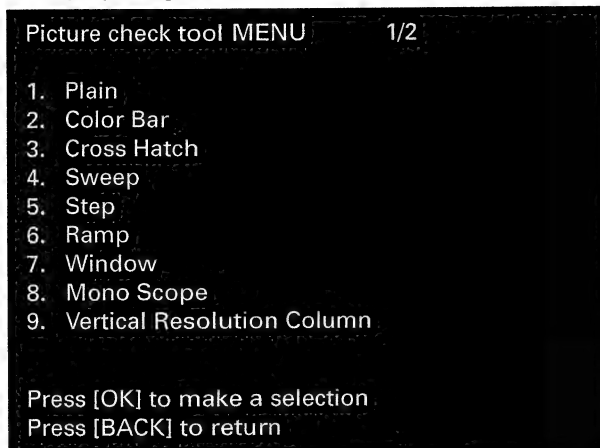 Picture check tool MENU 1/2
1. Plain
2. Color Bar
3. Cross Hatch
4. Sweep
5. Step
6. Ramp
7. Window
8. Mono Scope
9. Vertical Resolution Column
Press [OK] to make a selection
Press [BACK] to return